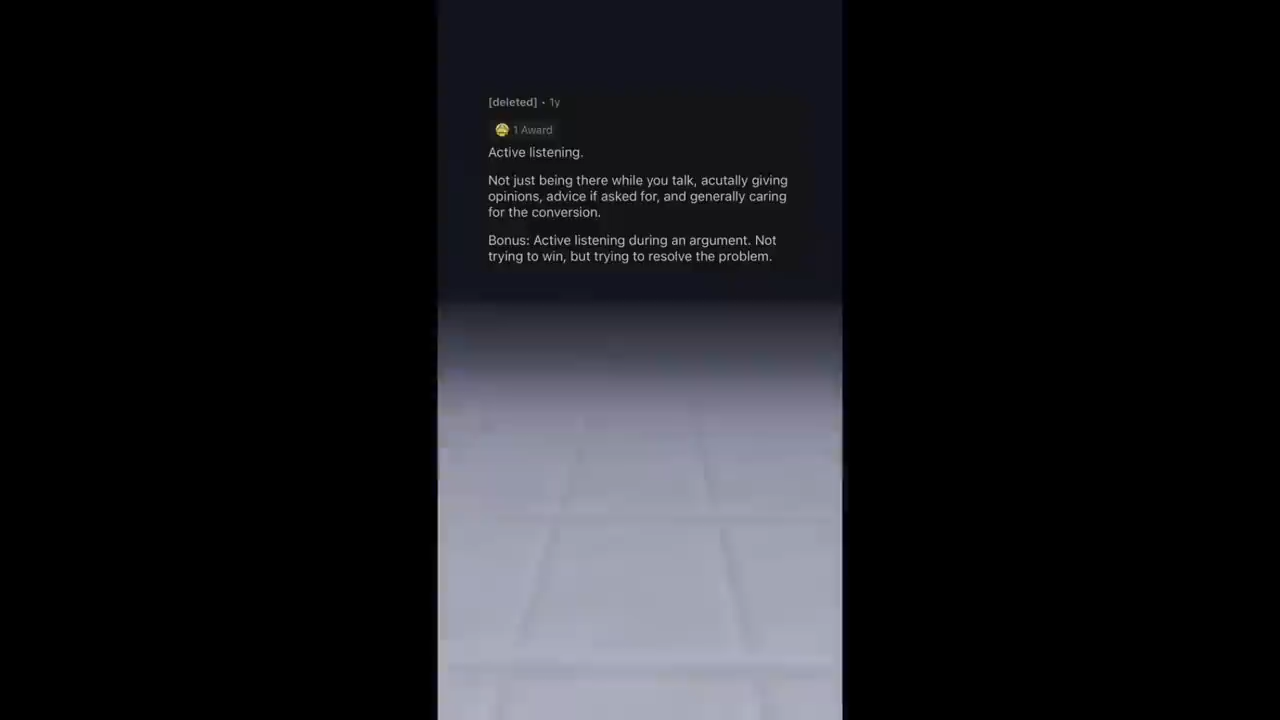 [deleted] • 1y
1 Award
Active listening.
Not just being there while you talk, acutally giving
opinions, advice if asked for, and generally caring
for the conversion.
Bonus: Active listening during an argument. Not
trying to win, but trying to resolve the problem.